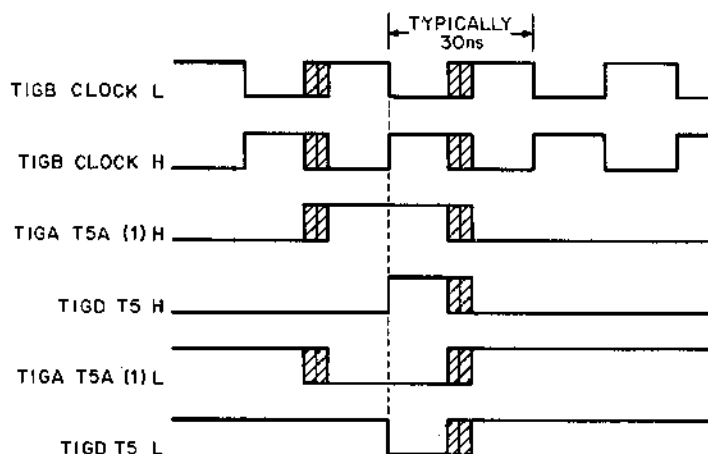 TYPICALLY
30ns
TIGB CLOCK L
TIGB CLOCK H
TIGA T5A (1) H
TIGD T5 H
TIGA T5A (1) L
TIGD T5 L